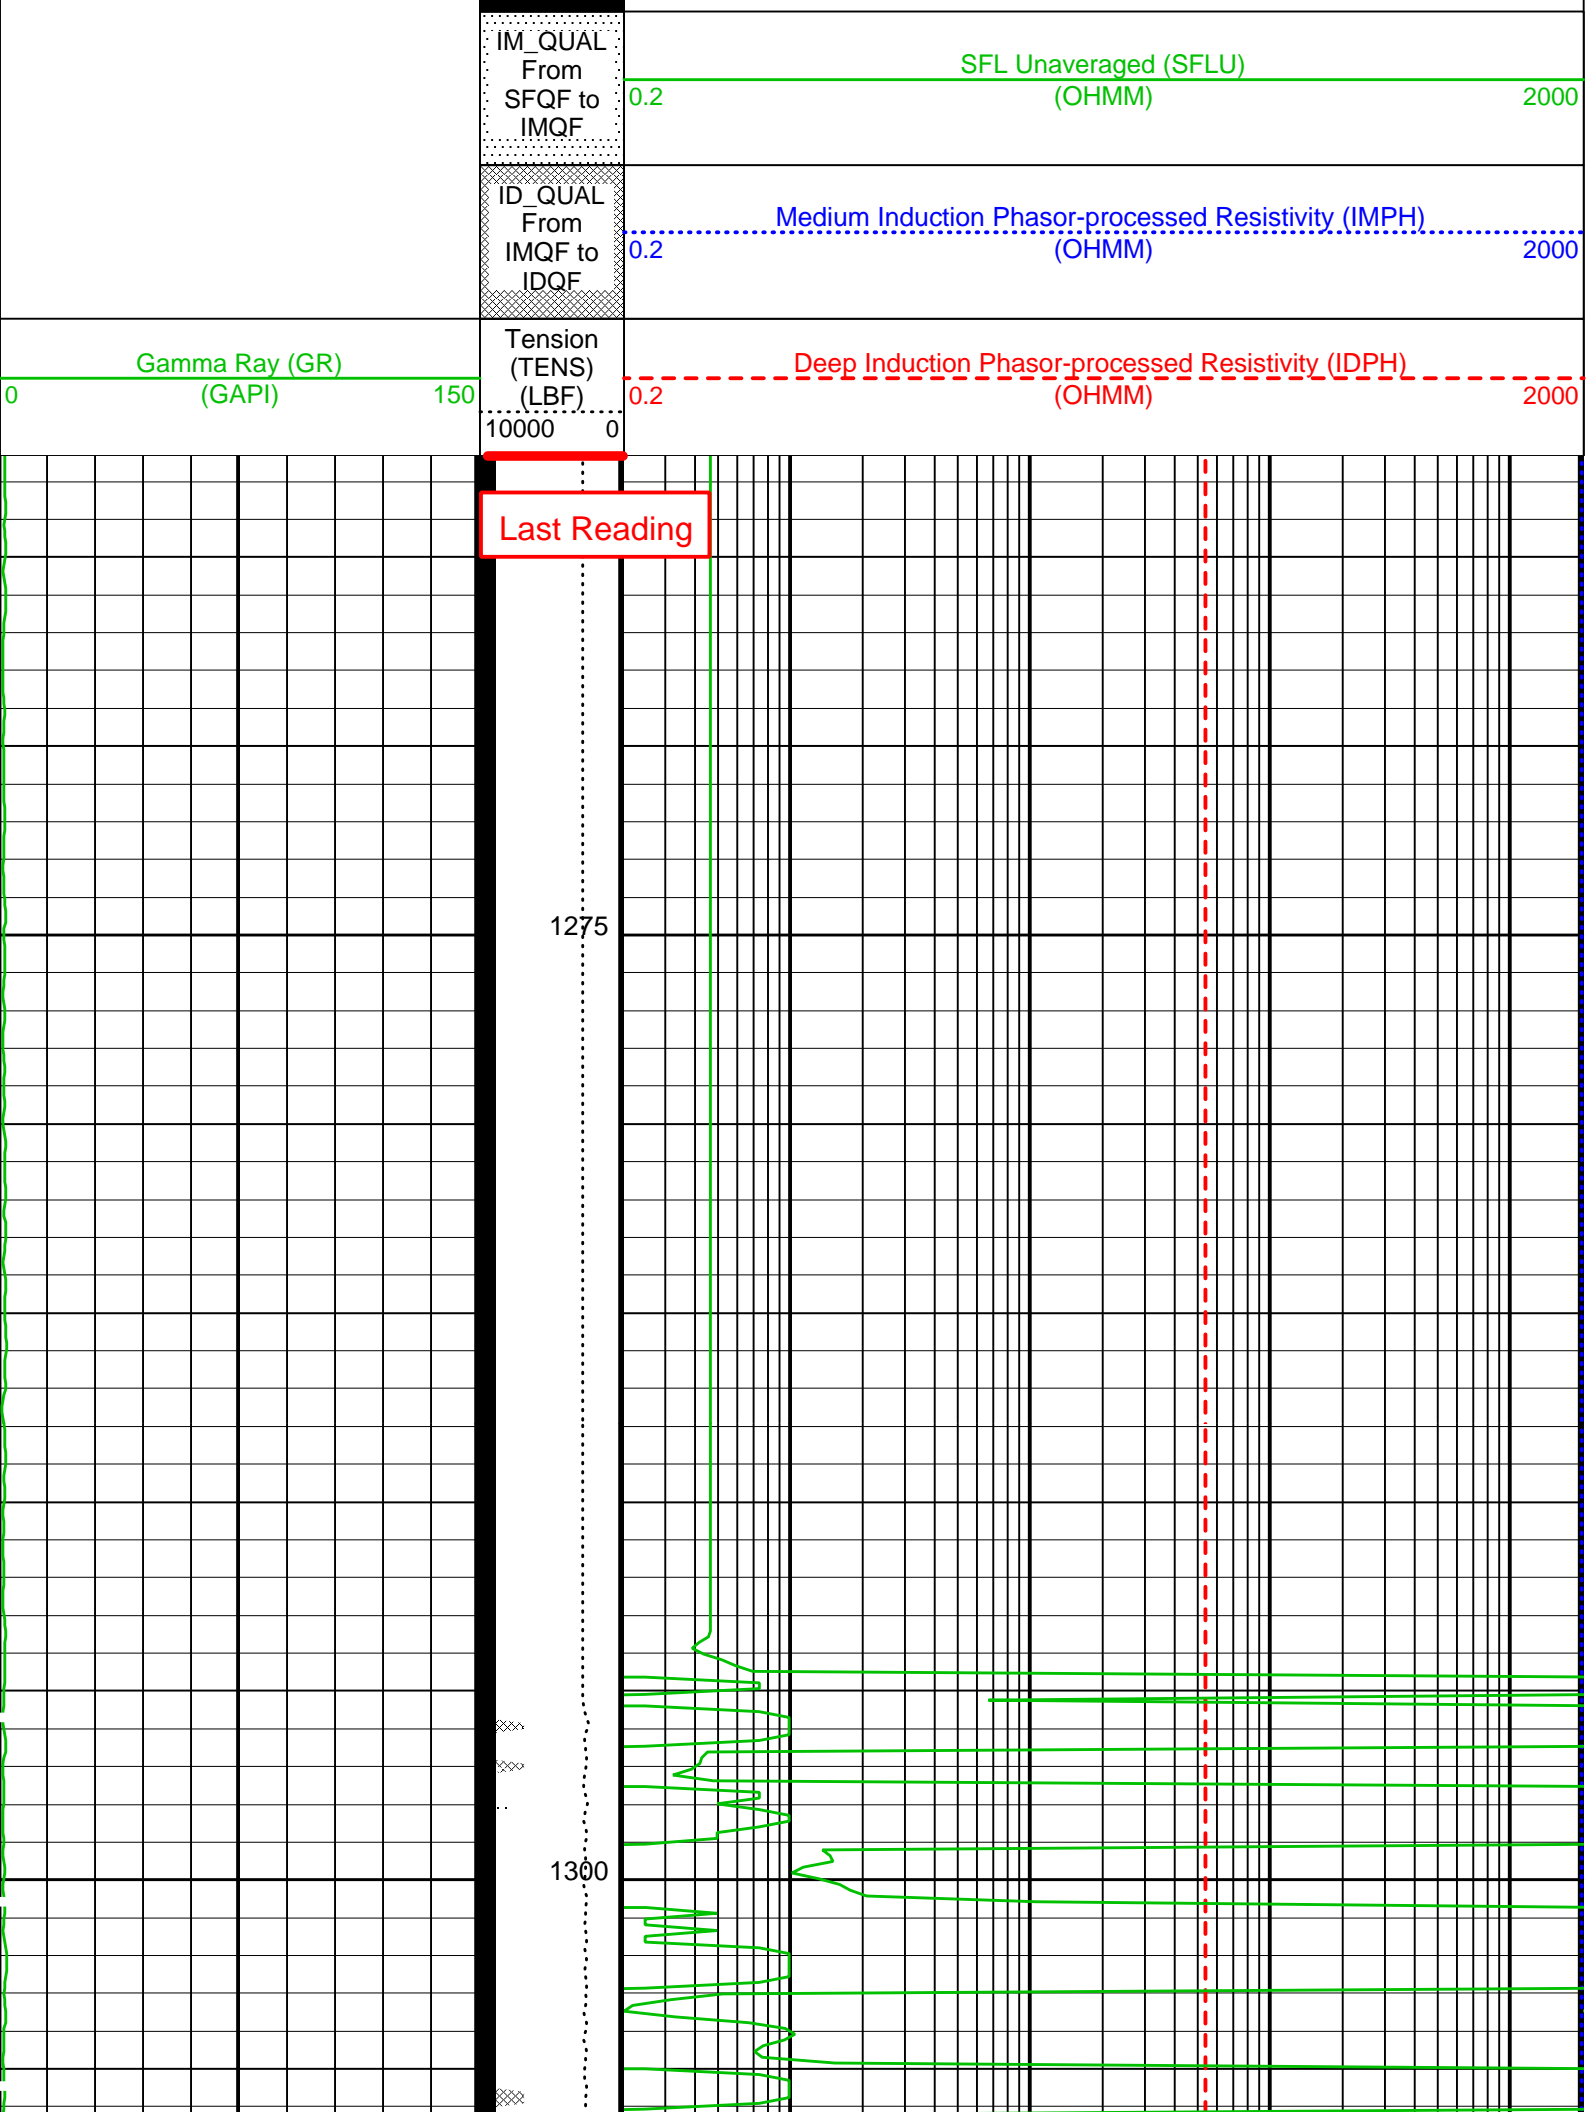 IM_QUAL
From
SFQF to
IMQF
SFL Unaveraged (SFLU)
0.2 (OHMM) 2000
ID_QUAL
From
IMQF to
IDQF
Medium Induction Phasor-processed Resistivity (IMPH)
0.2 (OHMM) 2000
Gamma Ray (GR)
0 (GAPI) 150
Tension
(TENS)
(LBF)
10000 0
Deep Induction Phasor-processed Resistivity (IDPH)
0.2 (OHMM) 2000
Last Reading
1275
1300